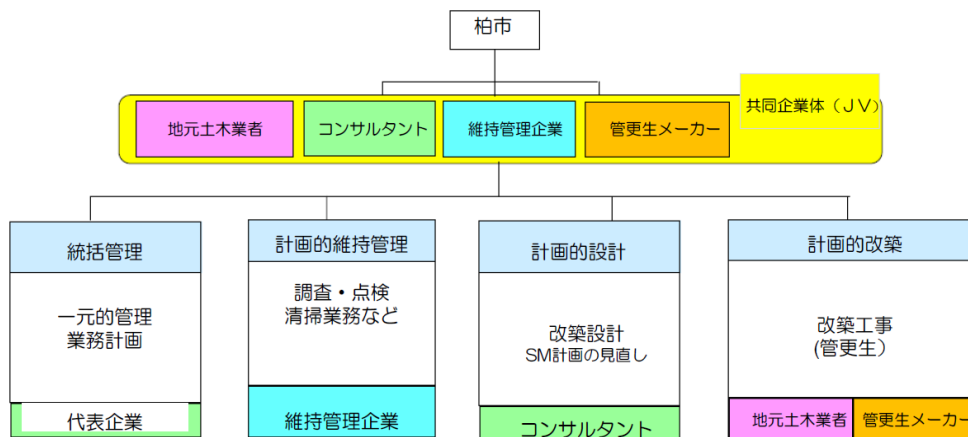 柏市
共同企業体（ＪＶ）
地元土木業者
コンサルタント
維持管理企業
管更生メーカー
統括管理
一元的管理
業務計画
代表企業
計画的維持管理
調査・点検
清掃業務など
維持管理企業
計画的設計
改築設計
SM計画の見直し
コンサルタント
計画的改築
改築工事
(管更生）
地元土木業者
管更生メーカー